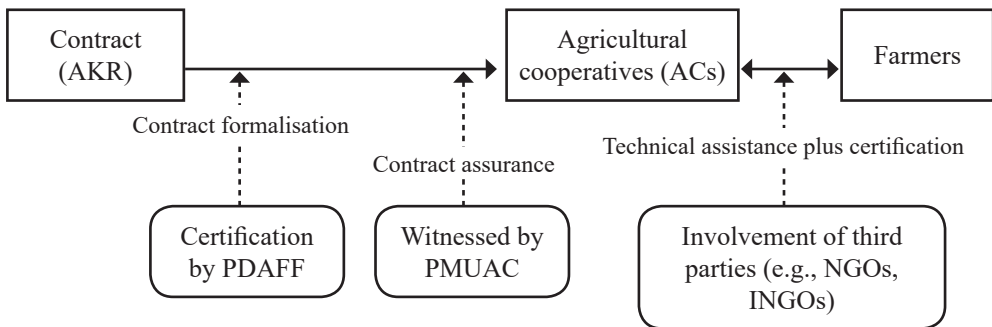 Contract
(AKR)
Agricultural
cooperatives (ACs)
Farmers
Contract formalisation
Contract assurance
Technical assistance plus certification
Certification
by PDAFF
Witnessed by
PMUAC
Involvement of third
parties (e.g., NGOs,
INGOs)